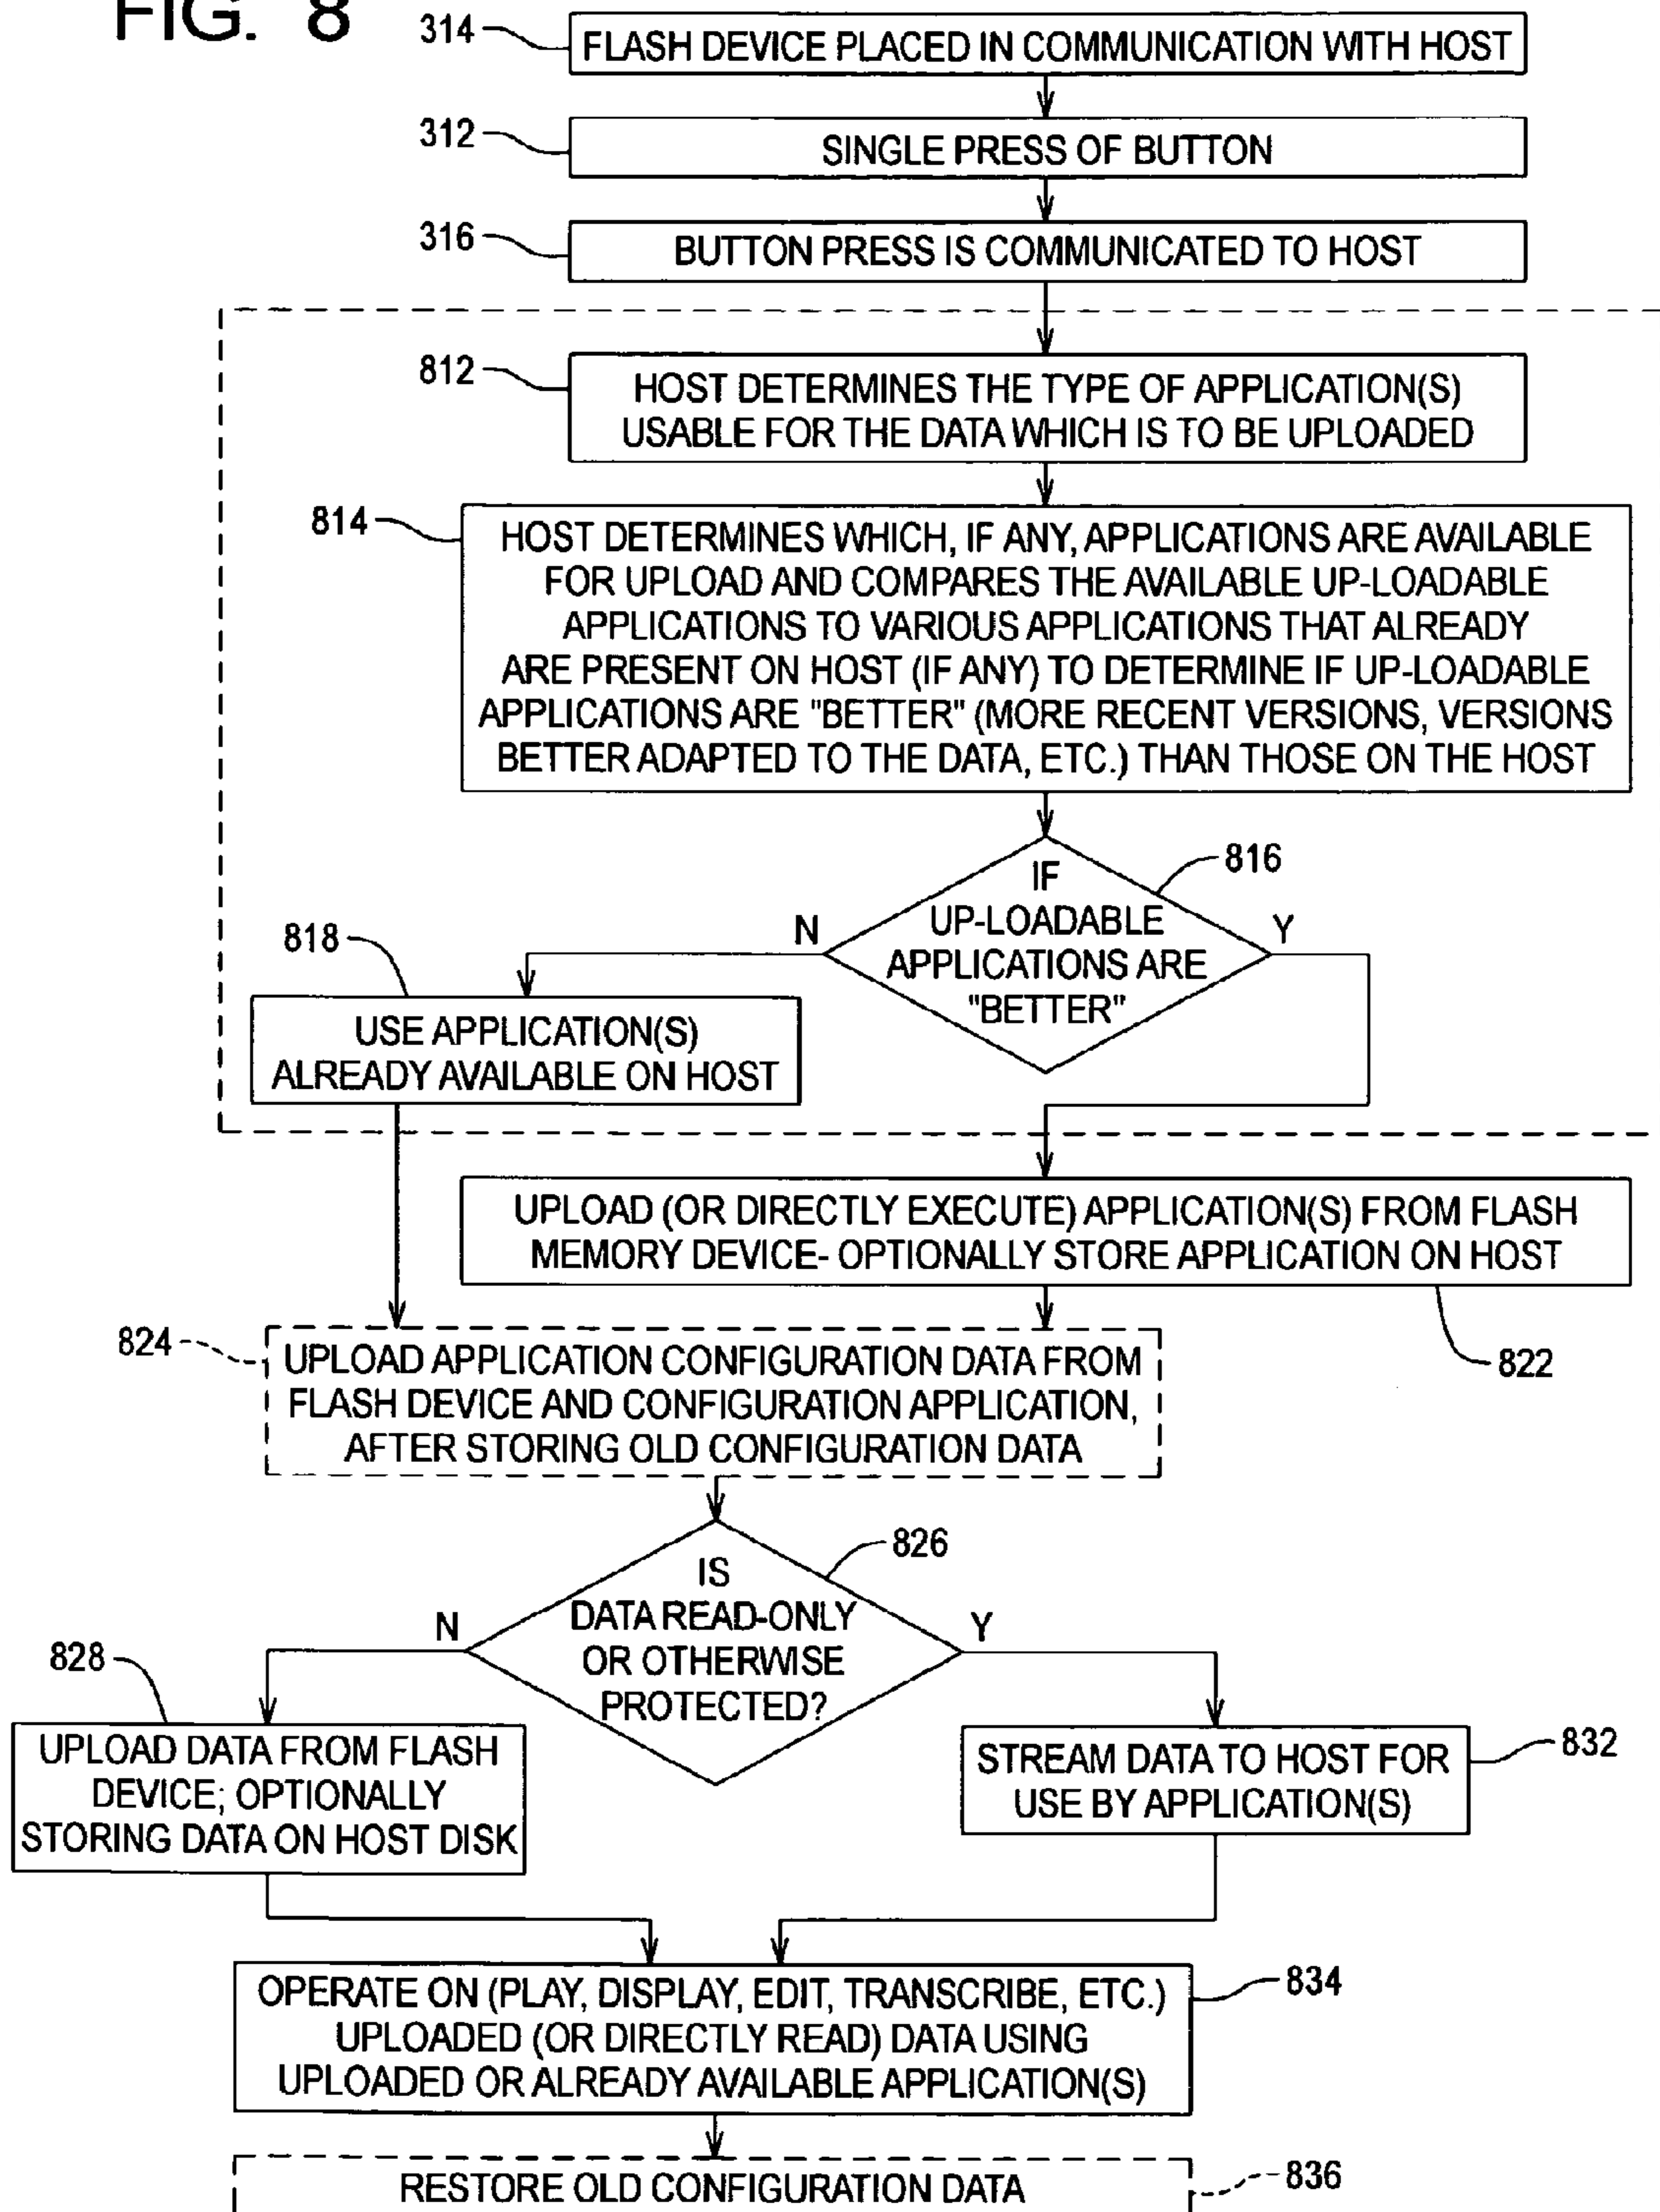 FIG. 8
314
FLASH DEVICE PLACED IN COMMUNICATION WITH HOST
312
SINGLE PRESS OF BUTTON
316
BUTTON PRESS IS COMMUNICATED TO HOST
812
HOST DETERMINES THE TYPE OF APPLICATION(S)
USABLE FOR THE DATA WHICH IS TO BE UPLOADED
814
HOST DETERMINES WHICH, IF ANY, APPLICATIONS ARE AVAILABLE
FOR UPLOAD AND COMPARES THE AVAILABLE UP-LOADABLE
APPLICATIONS TO VARIOUS APPLICATIONS THAT ALREADY
ARE PRESENT ON HOST (IF ANY) TO DETERMINE IF UP-LOADABLE
APPLICATIONS ARE "BETTER" (MORE RECENT VERSIONS, VERSIONS
BETTER ADAPTED TO THE DATA, ETC.) THAN THOSE ON THE HOST
816
IF
UP-LOADABLE
APPLICATIONS ARE
"BETTER"
N
Y
818
USE APPLICATION(S)
ALREADY AVAILABLE ON HOST
UPLOAD (OR DIRECTLY EXECUTE) APPLICATION(S) FROM FLASH
MEMORY DEVICE- OPTIONALLY STORE APPLICATION ON HOST
822
824
UPLOAD APPLICATION CONFIGURATION DATA FROM
FLASH DEVICE AND CONFIGURATION APPLICATION,
AFTER STORING OLD CONFIGURATION DATA
826
IS
DATA READ-ONLY
OR OTHERWISE
PROTECTED?
N
Y
828
UPLOAD DATA FROM FLASH
DEVICE; OPTIONALLY
STORING DATA ON HOST DISK
832
STREAM DATA TO HOST FOR
USE BY APPLICATION(S)
834
OPERATE ON (PLAY, DISPLAY, EDIT, TRANSCRIBE, ETC.)
UPLOADED (OR DIRECTLY READ) DATA USING
UPLOADED OR ALREADY AVAILABLE APPLICATION(S)
RESTORE OLD CONFIGURATION DATA
836